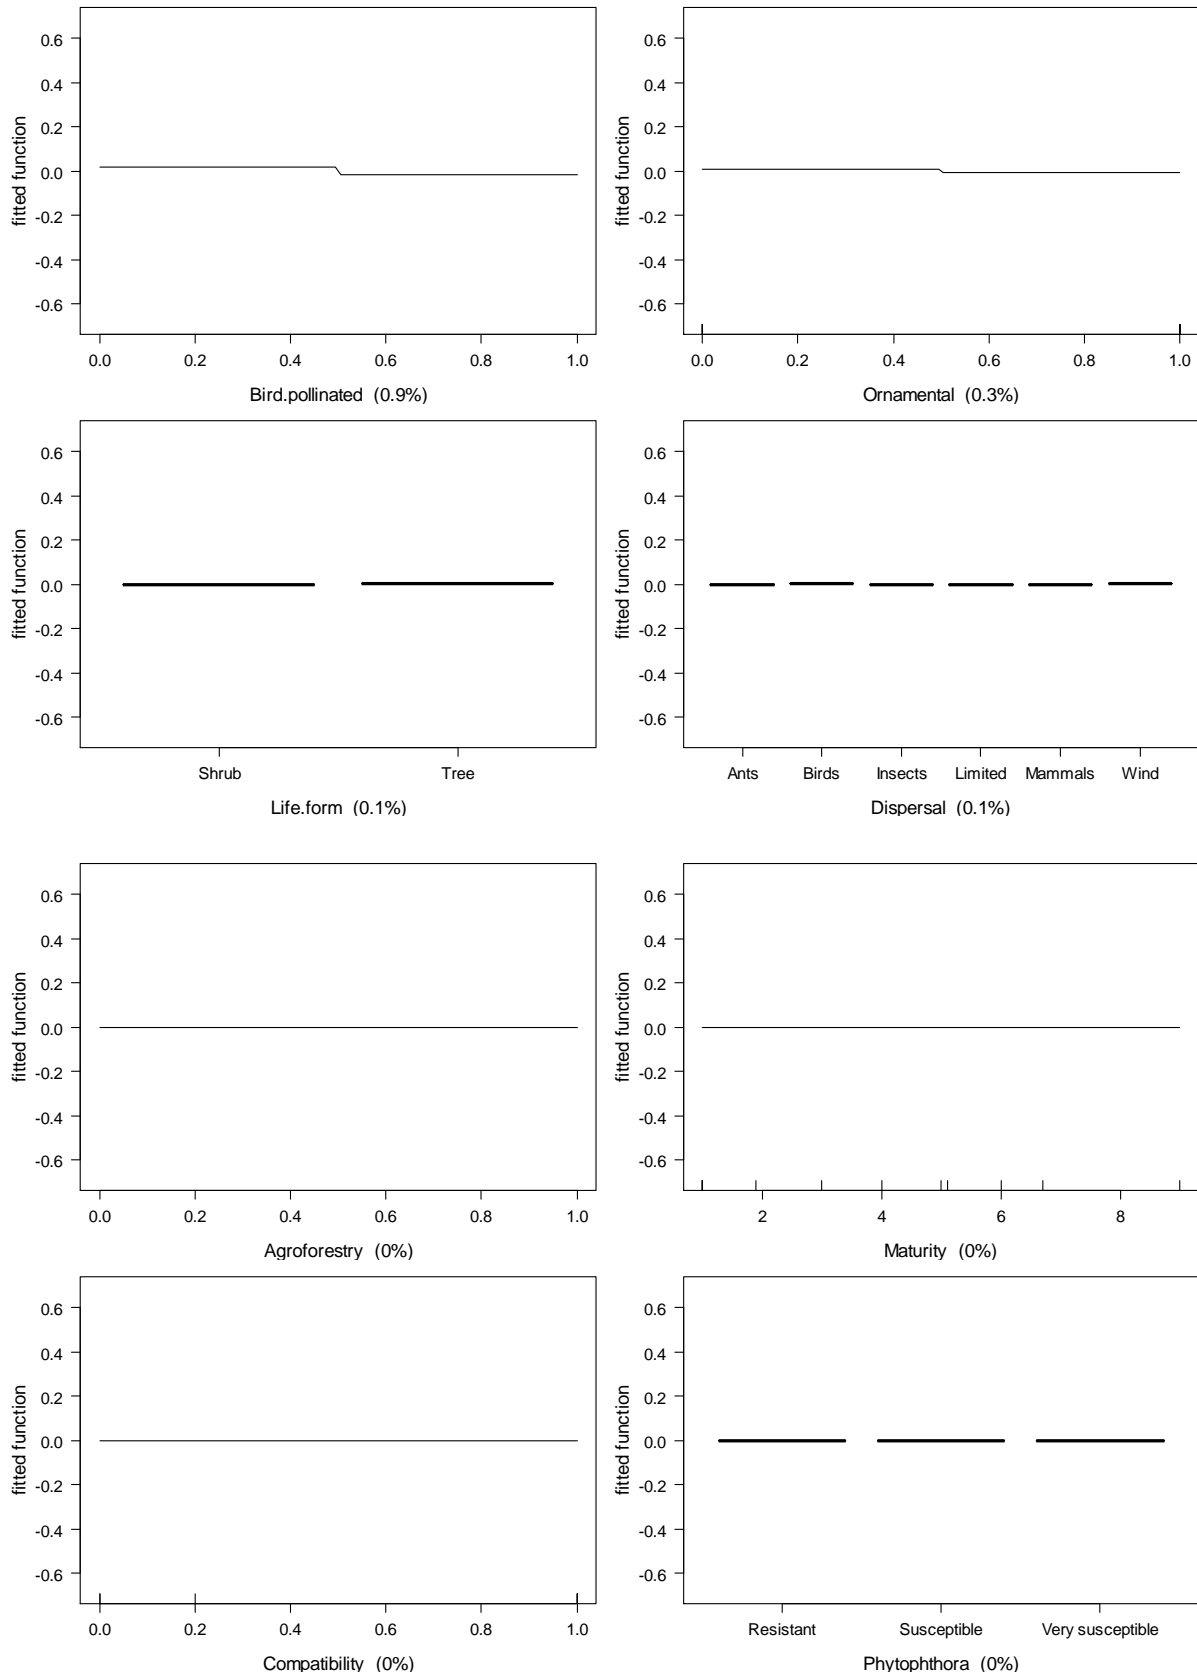 fitted function
0.6
0.4
0.2
0.0
-0.2
-0.4
-0.6
0.0 0.2 0.4 0.6 0.8 1.0
Bird.pollinated (0.9%)
fitted function
0.6
0.4
0.2
0.0
-0.2
-0.4
-0.6
0.0 0.2 0.4 0.6 0.8 1.0
Ornamental (0.3%)
fitted function
0.6
0.4
0.2
0.0
-0.2
-0.4
-0.6
Shrub Tree
Life.form (0.1%)
fitted function
0.6
0.4
0.2
0.0
-0.2
-0.4
-0.6
Ants Birds Insects Limited Mammals Wind
Dispersal (0.1%)
fitted function
0.6
0.4
0.2
0.0
-0.2
-0.4
-0.6
0.0 0.2 0.4 0.6 0.8 1.0
Agroforestry (0%)
fitted function
0.6
0.4
0.2
0.0
-0.2
-0.4
-0.6
2 4 6 8
Maturity (0%)
fitted function
0.6
0.4
0.2
0.0
-0.2
-0.4
-0.6
0.0 0.2 0.4 0.6 0.8 1.0
Compatibility (0%)
fitted function
0.6
0.4
0.2
0.0
-0.2
-0.4
-0.6
Resistant Susceptible Very susceptible
Phytophthora (0%)